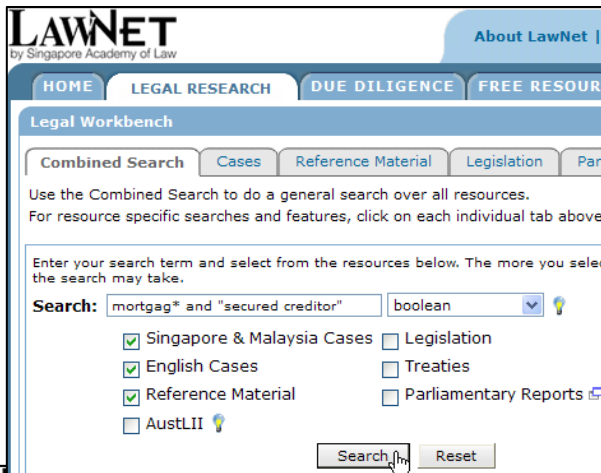 LAWNET
by Singapore Academy of Law
About LawNet |
HOME LEGAL RESEARCH DUE DILIGENCE FREE RESOUR
Legal Workbench
Combined Search Cases Reference Material Legislation Par
Use the Combined Search to do a general search over all resources.
For resource specific searches and features, click on each individual tab above
Enter your search term and select from the resources below. The more you selec
the search may take.
Search: mortgag* and "secured creditor" boolean
Singapore & Malaysia Cases Legislation
English Cases Treaties
Reference Material Parliamentary Reports
AustLII
Search Reset